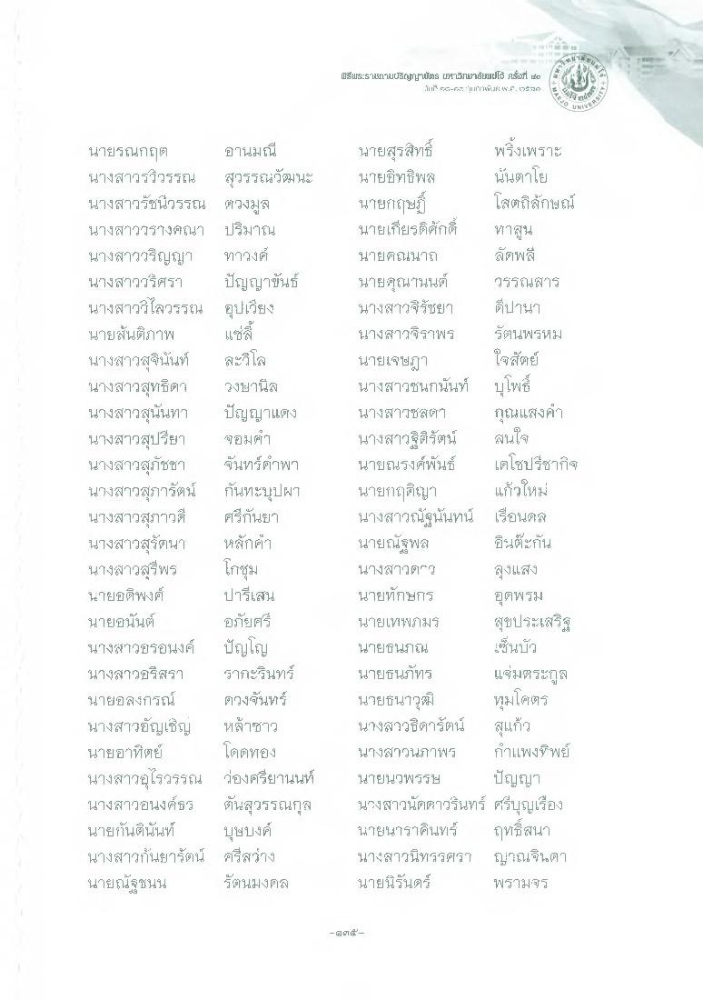 พิธีพระราชทานปริญญาบัตร มหาวิทยาลัยแม่โจ้ ครั้งที่ ๔๐
MAEJO UNIVERSITY
นายรณกฤต อานมณี
นางสาวรวิวรรณ สุวรรณวัฒนะ
นางสาวรัชนีวรรณ ดวงมูล
นางสาววรางคณา ปริมาณ
นางสาววริญญา ทาวงค์
นางสาววริศรา ปัญญาขันธ์
นางสาววิไลวรรณ อุปเวียง
นายสันติภาพ แซ่ลี้
นางสาวสุจินันท์ ละวิโล
นางสาวสุทธิดา วงษานิล
นางสาวสุนันทา ปัญญาแดง
นางสาวสุปรียา จอมคำ
นางสาวสุภัชชา จันทร์คำพา
นางสาวสุภารัตน์ กันทะบุปผา
นางสาวสุภาวดี ศรีกันยา
นางสาวสุรัตนา หลักคำ
นางสาวสุรีพร โกชุม
นายอดิพงศ์ ปารีเสน
นายอนันต์ อภัยศรี
นางสาวอรอนงค์ ปัญโญ
นางสาวอริสรา รากะรินทร์
นายอลงกรณ์ ดวงจันทร์
นางสาวอัญเชิญ หล้าซาว
นายอาทิตย์ โดดทอง
นางสาวอุไรวรรณ ว่องศรียานนท์
นางสาวอนงค์ธร ตันสุวรรณกุล
นายกันตินันท์ บุษบงค์
นางสาวกันยารัตน์ ศรีสว่าง
นายณัฐชนน รัตนมงคล
นายสุรสิทธิ์ พริ้งเพราะ
นายอิทธิพล นันตาโย
นายกฤษฏิ์ โสตถิลักษณ์
นายเกียรติศักดิ์ ทาสูน
นายคณนาถ ลัดพลี
นายคุณานนต์ วรรณสาร
นางสาวจิรัชยา ดีปานา
นางสาวจิราพร รัตนพรหม
นายเจษฎา ใจสัตย์
นางสาวชนกนันท์ บุโพธิ์
นางสาวชลดา กุณแสงคำ
นางสาวฐิติรัตน์ สนใจ
นายณรงค์พันธ์ เดโชปรีชากิจ
นายกฤติญา แก้วใหม่
นางสาวณัฐนันทน์ เรือนดล
นายณัฐพล อินต๊ะกัน
นางสาวดาว ลุงแสง
นายทักษกร อุดพรม
นายเทพภมร สุขประเสริฐ
นายธนภณ เซ็นบัว
นายธนภัทร แจ่มตระกูล
นายธนาวุฒิ ทุมโคตร
นางสาวธิดารัตน์ สุแก้ว
นางสาวนภาพร กำแพงทิพย์
นายนวพรรษ ปัญญา
นางสาวนัดดาวรินทร์ ศรีบุญเรือง
นายนาราคินทร์ ฤทธิ์สนา
นางสาวนิทรรศรา ญาณจินดา
นายนิรันดร์ พรามจร
-๑๓๕-